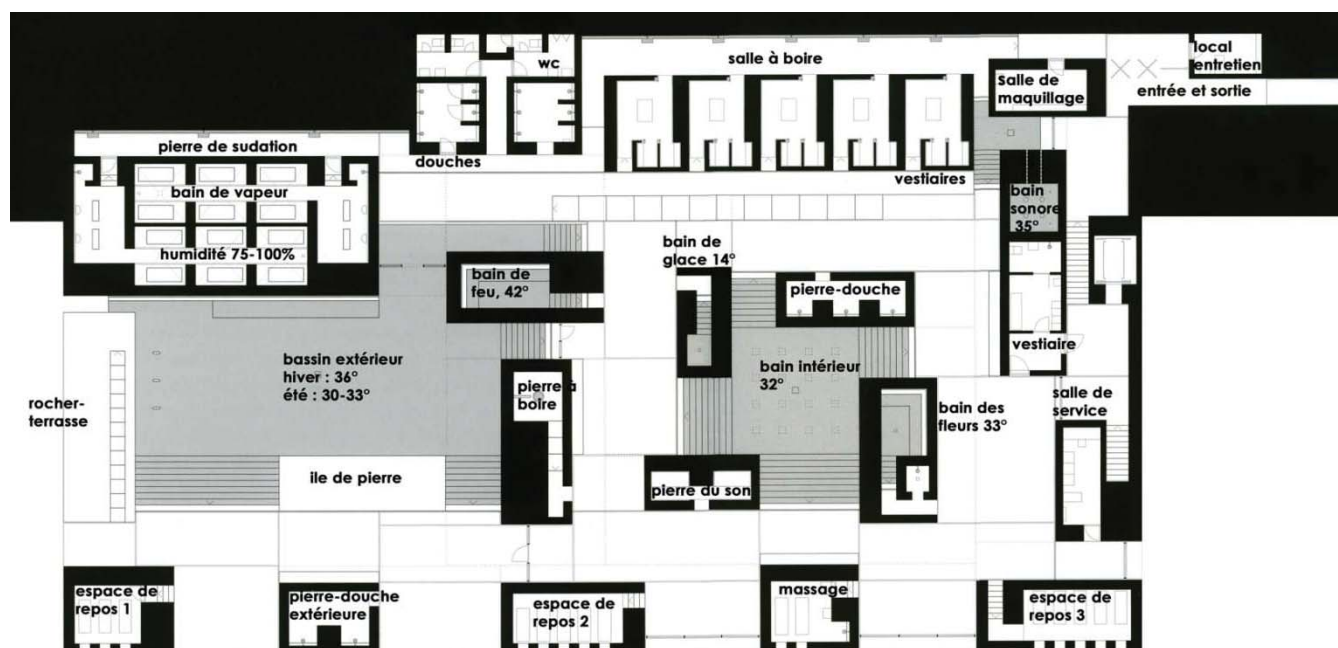 wc
salle à boire
local
entretien
Salle de
maquillage
entrée et sortie
pierre de sudation
douches
vestiaires
bain de vapeur
bain
sonore
35°
humidité 75-100%
bain de
glace 14°
bain de
feu, 42°
pierre-douche
vestiaire
bassin extérieur
hiver : 36°
été : 30-33°
bain intérieur
32°
pierre à
boire
rocher-
terrasse
salle de
service
bain des
fleurs 33°
ile de pierre
pierre du son
espace de
repos 1
pierre-douche
extérieure
espace de
repos 2
massage
espace de
repos 3